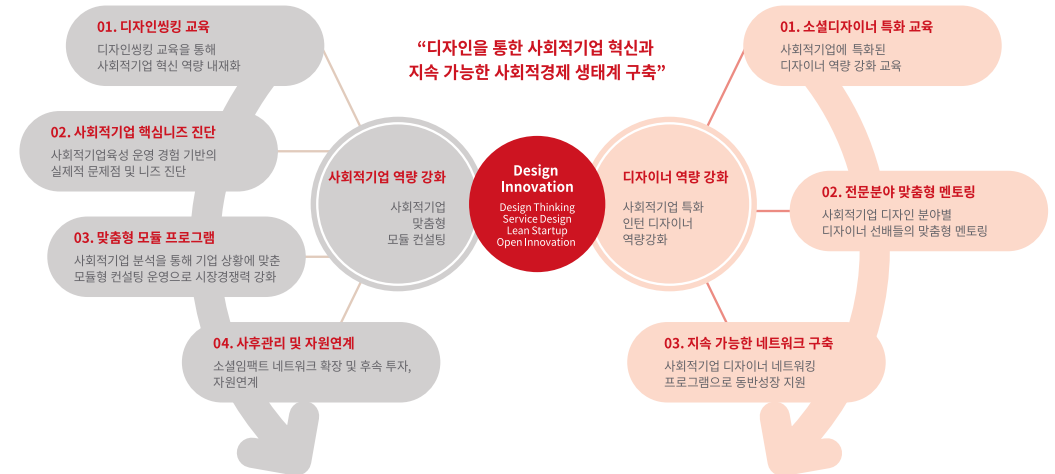 “디자인을 통한 사회적기업 혁신과
지속 가능한 사회적경제 생태계 구축”
01. 디자인씽킹 교육
디자인씽킹 교육을 통해
사회적기업 혁신 역량 내재화
02. 사회적기업 핵심니즈 진단
사회적기업육성 운영 경험 기반의
실제적 문제점 및 니즈 진단
03. 맞춤형 모듈 프로그램
사회적기업 분석을 통해 기업 상황에 맞춘
모듈형 컨설팅 운영으로 시장경쟁력 강화
04. 사후관리 및 자원연계
소셜임팩트 네트워크 확장 및 후속 투자,
자원연계
사회적기업 역량 강화
사회적기업
맞춤형
모듈 컨설팅
Design
Innovation
Design Thinking
Service Design
Lean Startup
Open Innovation
디자이너 역량 강화
사회적기업 특화
인턴 디자이너
역량강화
01. 소셜디자이너 특화 교육
사회적기업에 특화된
디자이너 역량 강화 교육
02. 전문분야 맞춤형 멘토링
사회적기업 디자인 분야별
디자이너 선배들의 맞춤형 멘토링
03. 지속 가능한 네트워크 구축
사회적기업 디자이너 네트워킹
프로그램으로 동반성장 지원